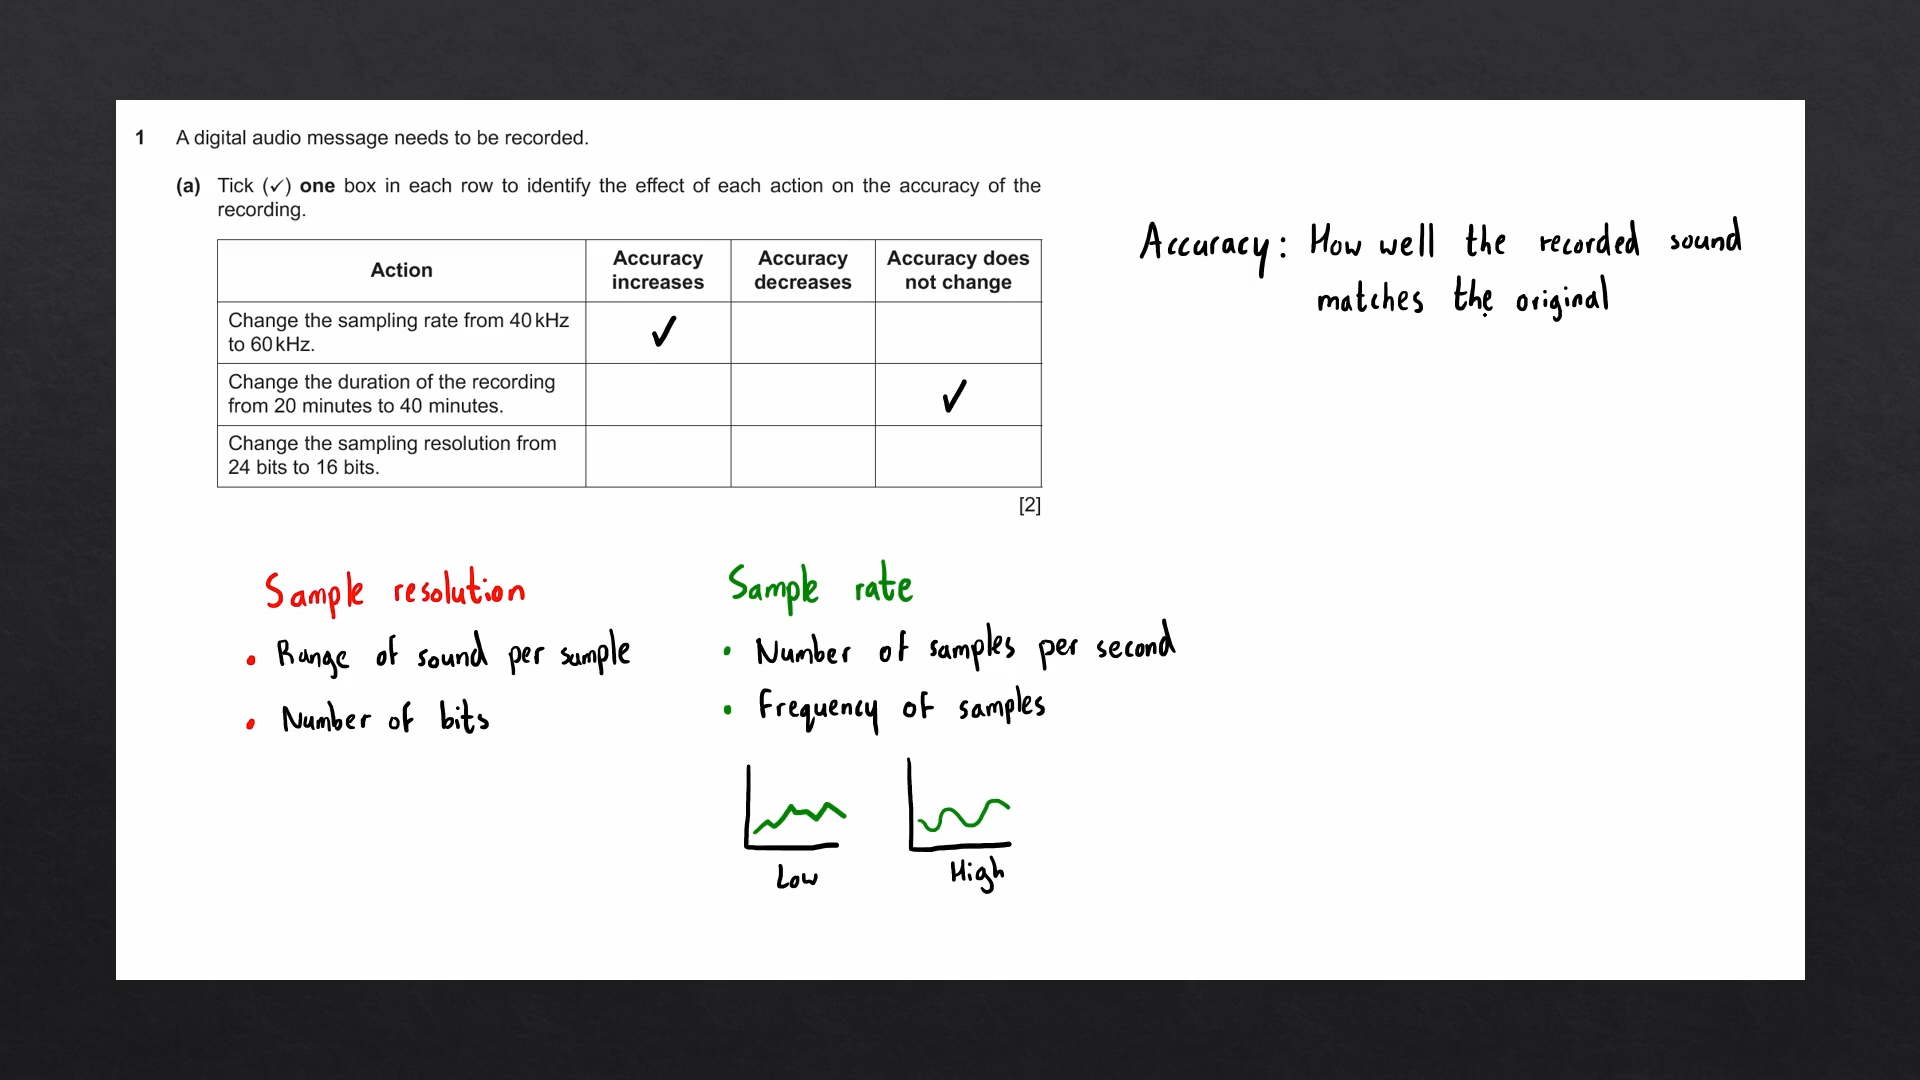 1 A digital audio message needs to be recorded.
(a) Tick (✓) one box in each row to identify the effect of each action on the accuracy of the
recording.
Action
Accuracy
increases
Accuracy
decreases
Accuracy does
not change
Change the sampling rate from 40 kHz
to 60 kHz.
✓
Change the duration of the recording
from 20 minutes to 40 minutes.
✓
Change the sampling resolution from
24 bits to 16 bits.
[2]
Accuracy: How well the recorded sound
matches the original
Sample resolution
• Range of sound per sample
• Number of bits
Sample rate
• Number of samples per second
• Frequency of samples
Low
High